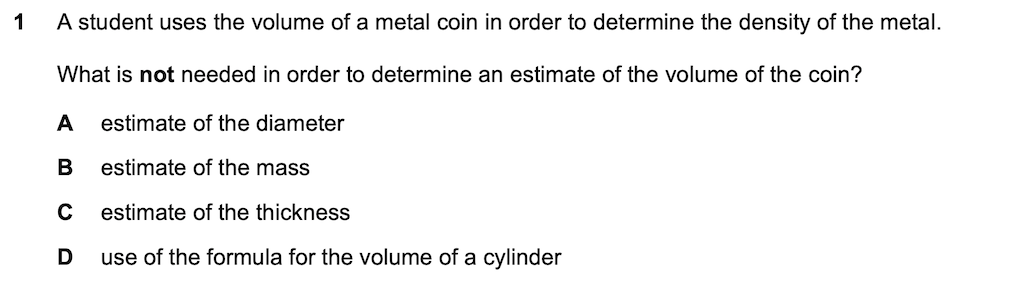 1 A student uses the volume of a metal coin in order to determine the density of the metal.
What is not needed in order to determine an estimate of the volume of the coin?
A estimate of the diameter
B estimate of the mass
C estimate of the thickness
D use of the formula for the volume of a cylinder